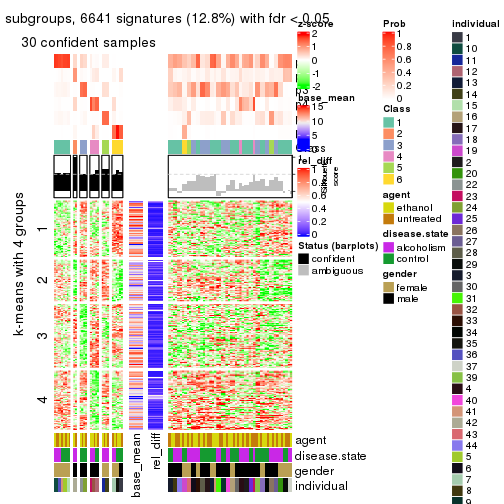 subgroups, 6641 signatures (12.8%) with fdr < 0.05
30 confident samples
k-means with 4 groups
1
2
3
4
base_mean
rel_diff
agent
disease.state
gender
individual
z-score
2
1
0
-1
-2
base_mean
15
10
5
rel_diff
1
0.8
0.6
0.4
0.2
0
Silhouette
score
Status (barplots)
confident
ambiguous
Prob
1
0.8
0.6
0.4
0.2
0
Class
1
2
3
4
5
6
agent
ethanol
untreated
disease.state
alcoholism
control
gender
female
male
individual
1
10
11
12
13
14
15
16
17
18
19
2
20
22
23
24
25
26
27
28
29
3
30
31
32
33
34
35
36
37
39
4
40
41
42
43
44
5
6
7
8
9